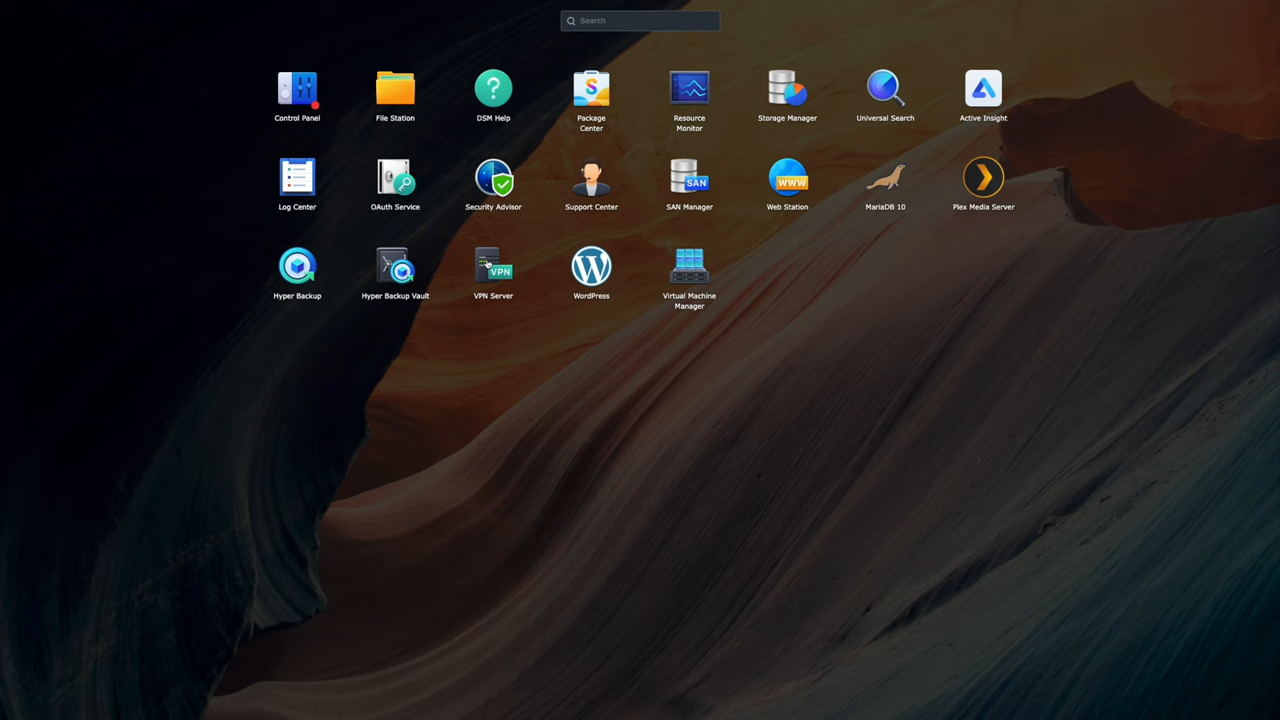 Search
Control Panel
File Station
?
DSM Help
S
Package
Center
Resource
Monitor
Storage Manager
Universal Search
Active Insight
Log Center
OAuth Service
Security Advisor
Support Center
SAN
SAN Manager
WWW
Web Station
MariaDB 10
Plex Media Server
Hyper Backup
Hyper Backup Vault
VPN
VPN Server
W
WordPress
Virtual Machine
Manager